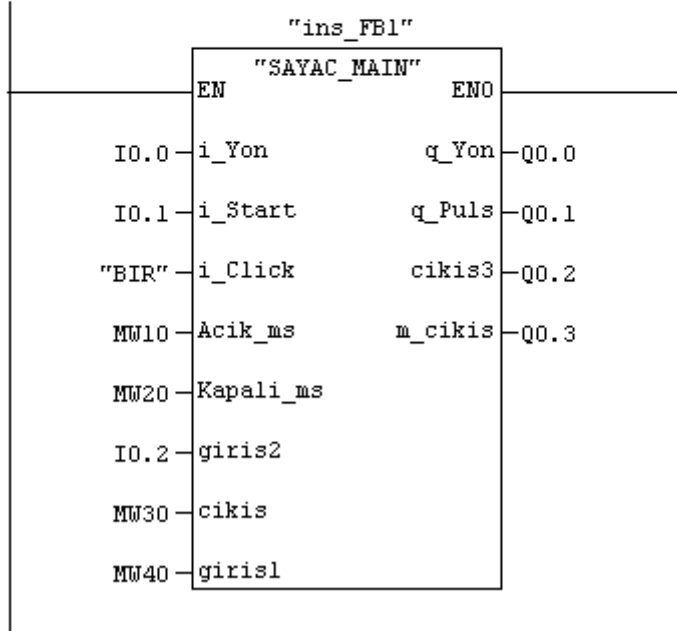 "ins_FB1"
"SAYAC_MAIN"
EN ENO
I0.0 i_Yon q_Yon Q0.0
I0.1 i_Start q_Puls Q0.1
"BIR" i_Click cikis3 Q0.2
MW10 Acik_ms m_cikis Q0.3
MW20 Kapali_ms
I0.2 giris2
MW30 cikis
MW40 giris1